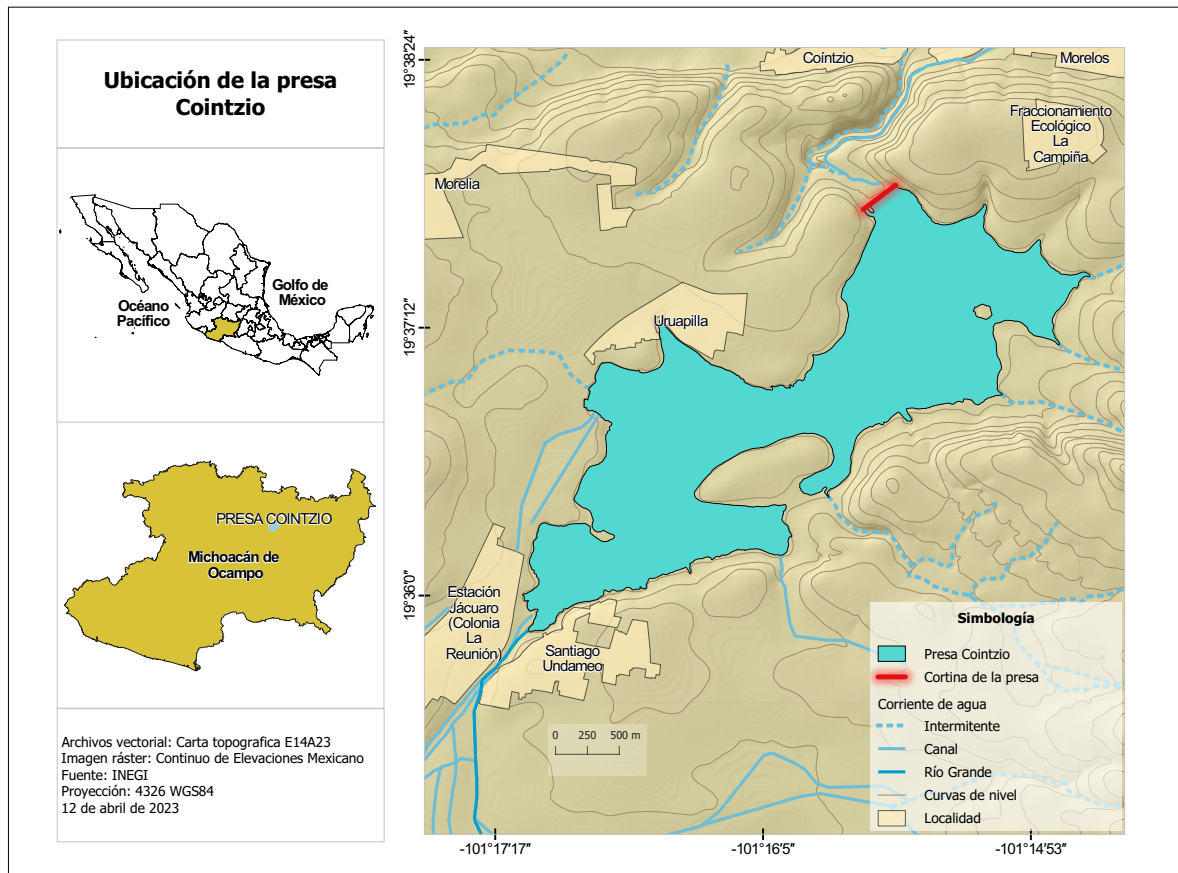 Ubicación de la presa
Cointzio
Océano
Pacífico
Golfo de
México
PRESA COINTZIO
Michoacán de
Ocampo
Archivos vectorial: Carta topografica E14A23
Imagen ráster: Continuo de Elevaciones Mexicano
Fuente: INEGI
Proyección: 4326 WGS84
12 de abril de 2023
19°38'24"
19°37'12"
19°36'0"
Cointzio
Morelos
Fraccionamiento
Ecológico
La
Campiña
Morelia
Uruapilla
Estación
Jácuaro
(Colonia
La
Reunión)
Santiago
Undameo
0 250 500 m
Simbología
Presa Cointzio
Cortina de la presa
Corriente de agua
Intermitente
Canal
Río Grande
Curvas de nivel
Localidad
-101°17'17"
-101°16'5"
-101°14'53"